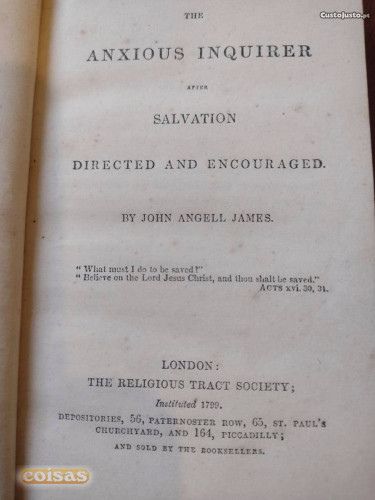 Custojusto.pt
THE
ANXIOUS INQUIRER
AFTER
SALVATION
DIRECTED AND ENCOURAGED.
BY JOHN ANGELL JAMES.
"What must I do to be saved?"
"Believe on the Lord Jesus Christ, and thou shalt be saved."
ACTS xvi. 30, 31.
LONDON:
THE RELIGIOUS TRACT SOCIETY;
Instituted 1799.
DEPOSITORIES, 56, PATERNOSTER ROW, 65, ST. PAUL'S
CHURCHYARD, AND 164, PICCADILLY;
AND SOLD BY THE BOOKSELLERS.
coisas